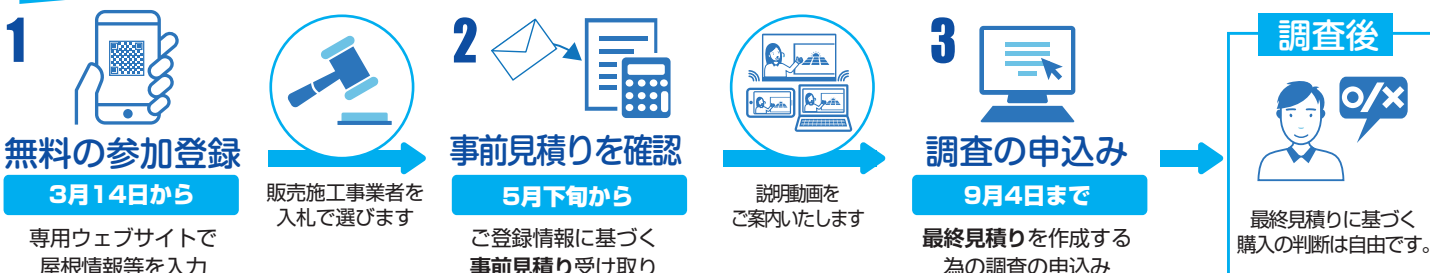 1
無料の参加登録
3月14日から
専用ウェブサイトで
屋根情報等を入力
販売施工事業者を
入札で選びます
2
事前見積りを確認
5月下旬から
ご登録情報に基づく
事前見積り受け取り
説明動画を
ご案内いたします
3
調査の申込み
9月4日まで
最終見積りを作成する
為の調査の申込み
調査後
o/×
最終見積りに基づく
購入の判断は自由です。